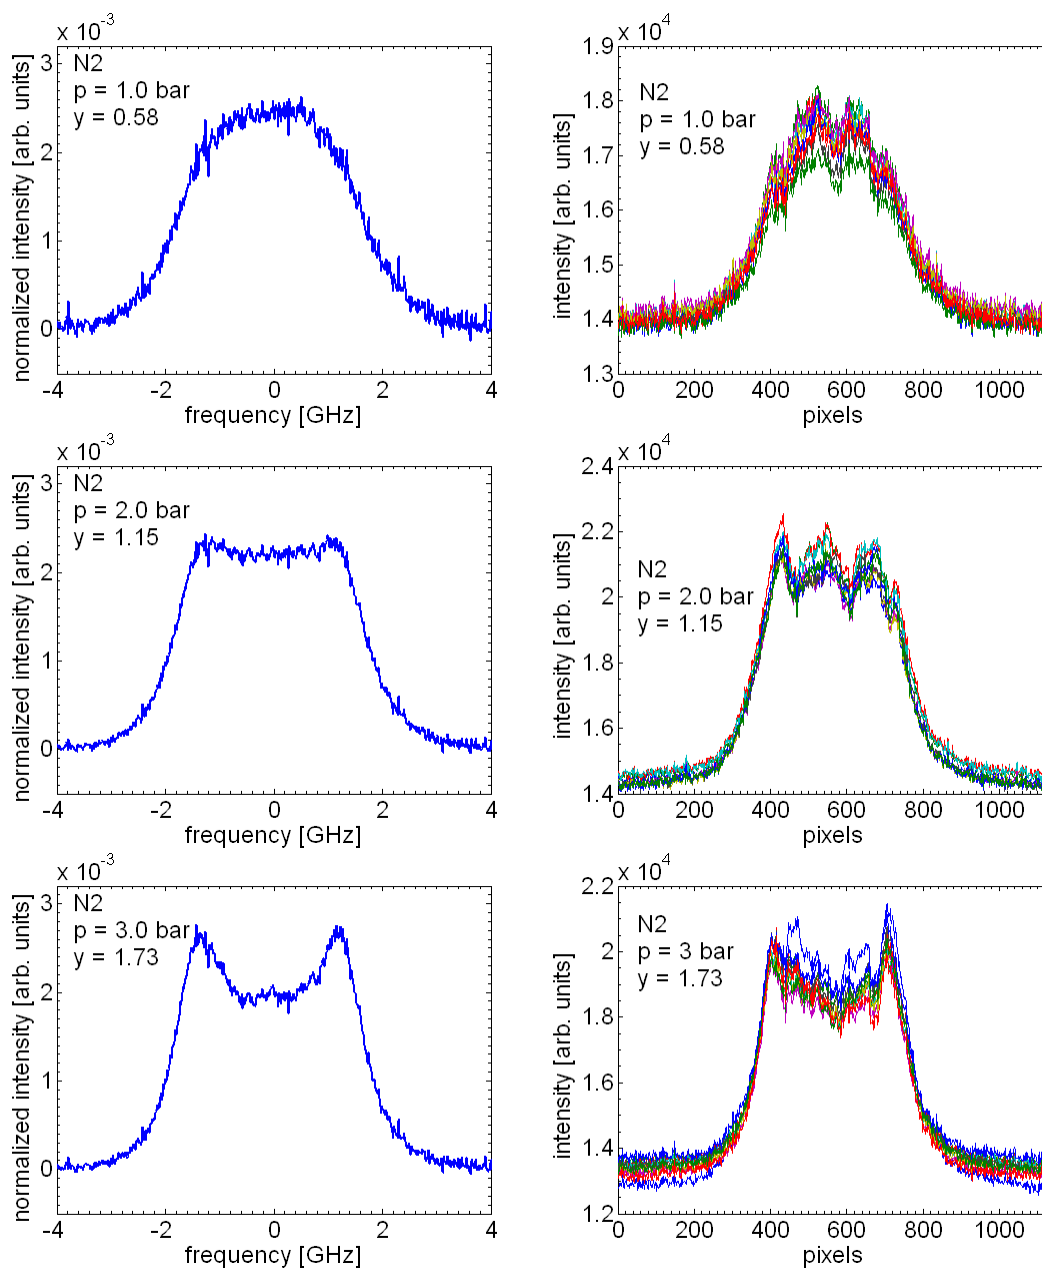 x 10-3
normalized intensity [arb. units]
3
2
1
0
N2
p = 1.0 bar
y = 0.58
-4
-2
0
2
4
frequency [GHz]
x 104
intensity [arb. units]
1.9
1.8
1.7
1.6
1.5
1.4
1.3
N2
p = 1.0 bar
y = 0.58
0
200
400
600
800
1000
pixels
x 10-3
normalized intensity [arb. units]
3
2
1
0
N2
p = 2.0 bar
y = 1.15
-4
-2
0
2
4
frequency [GHz]
x 104
intensity [arb. units]
2.4
2.2
2
1.8
1.6
1.4
N2
p = 2.0 bar
y = 1.15
0
200
400
600
800
1000
pixels
x 10-3
normalized intensity [arb. units]
3
2
1
0
N2
p = 3.0 bar
y = 1.73
-4
-2
0
2
4
frequency [GHz]
x 104
intensity [arb. units]
2.2
2
1.8
1.6
1.4
1.2
N2
p = 3 bar
y = 1.73
0
200
400
600
800
1000
pixels